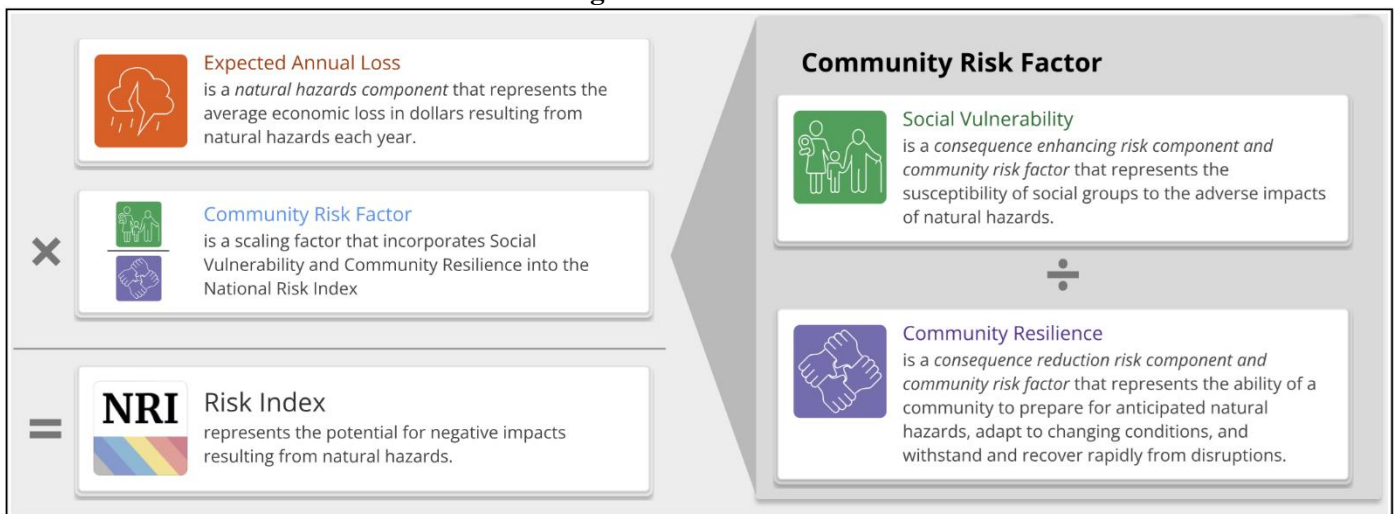 Expected Annual Loss
is a natural hazards component that represents the
average economic loss in dollars resulting from
natural hazards each year.
×
Community Risk Factor
is a scaling factor that incorporates Social
Vulnerability and Community Resilience into the
National Risk Index
=
NRI
Risk Index
represents the potential for negative impacts
resulting from natural hazards.
Community Risk Factor
Social Vulnerability
is a consequence enhancing risk component and
community risk factor that represents the
susceptibility of social groups to the adverse impacts
of natural hazards.
÷
Community Resilience
is a consequence reduction risk component and
community risk factor that represents the ability of a
community to prepare for anticipated natural
hazards, adapt to changing conditions, and
withstand and recover rapidly from disruptions.